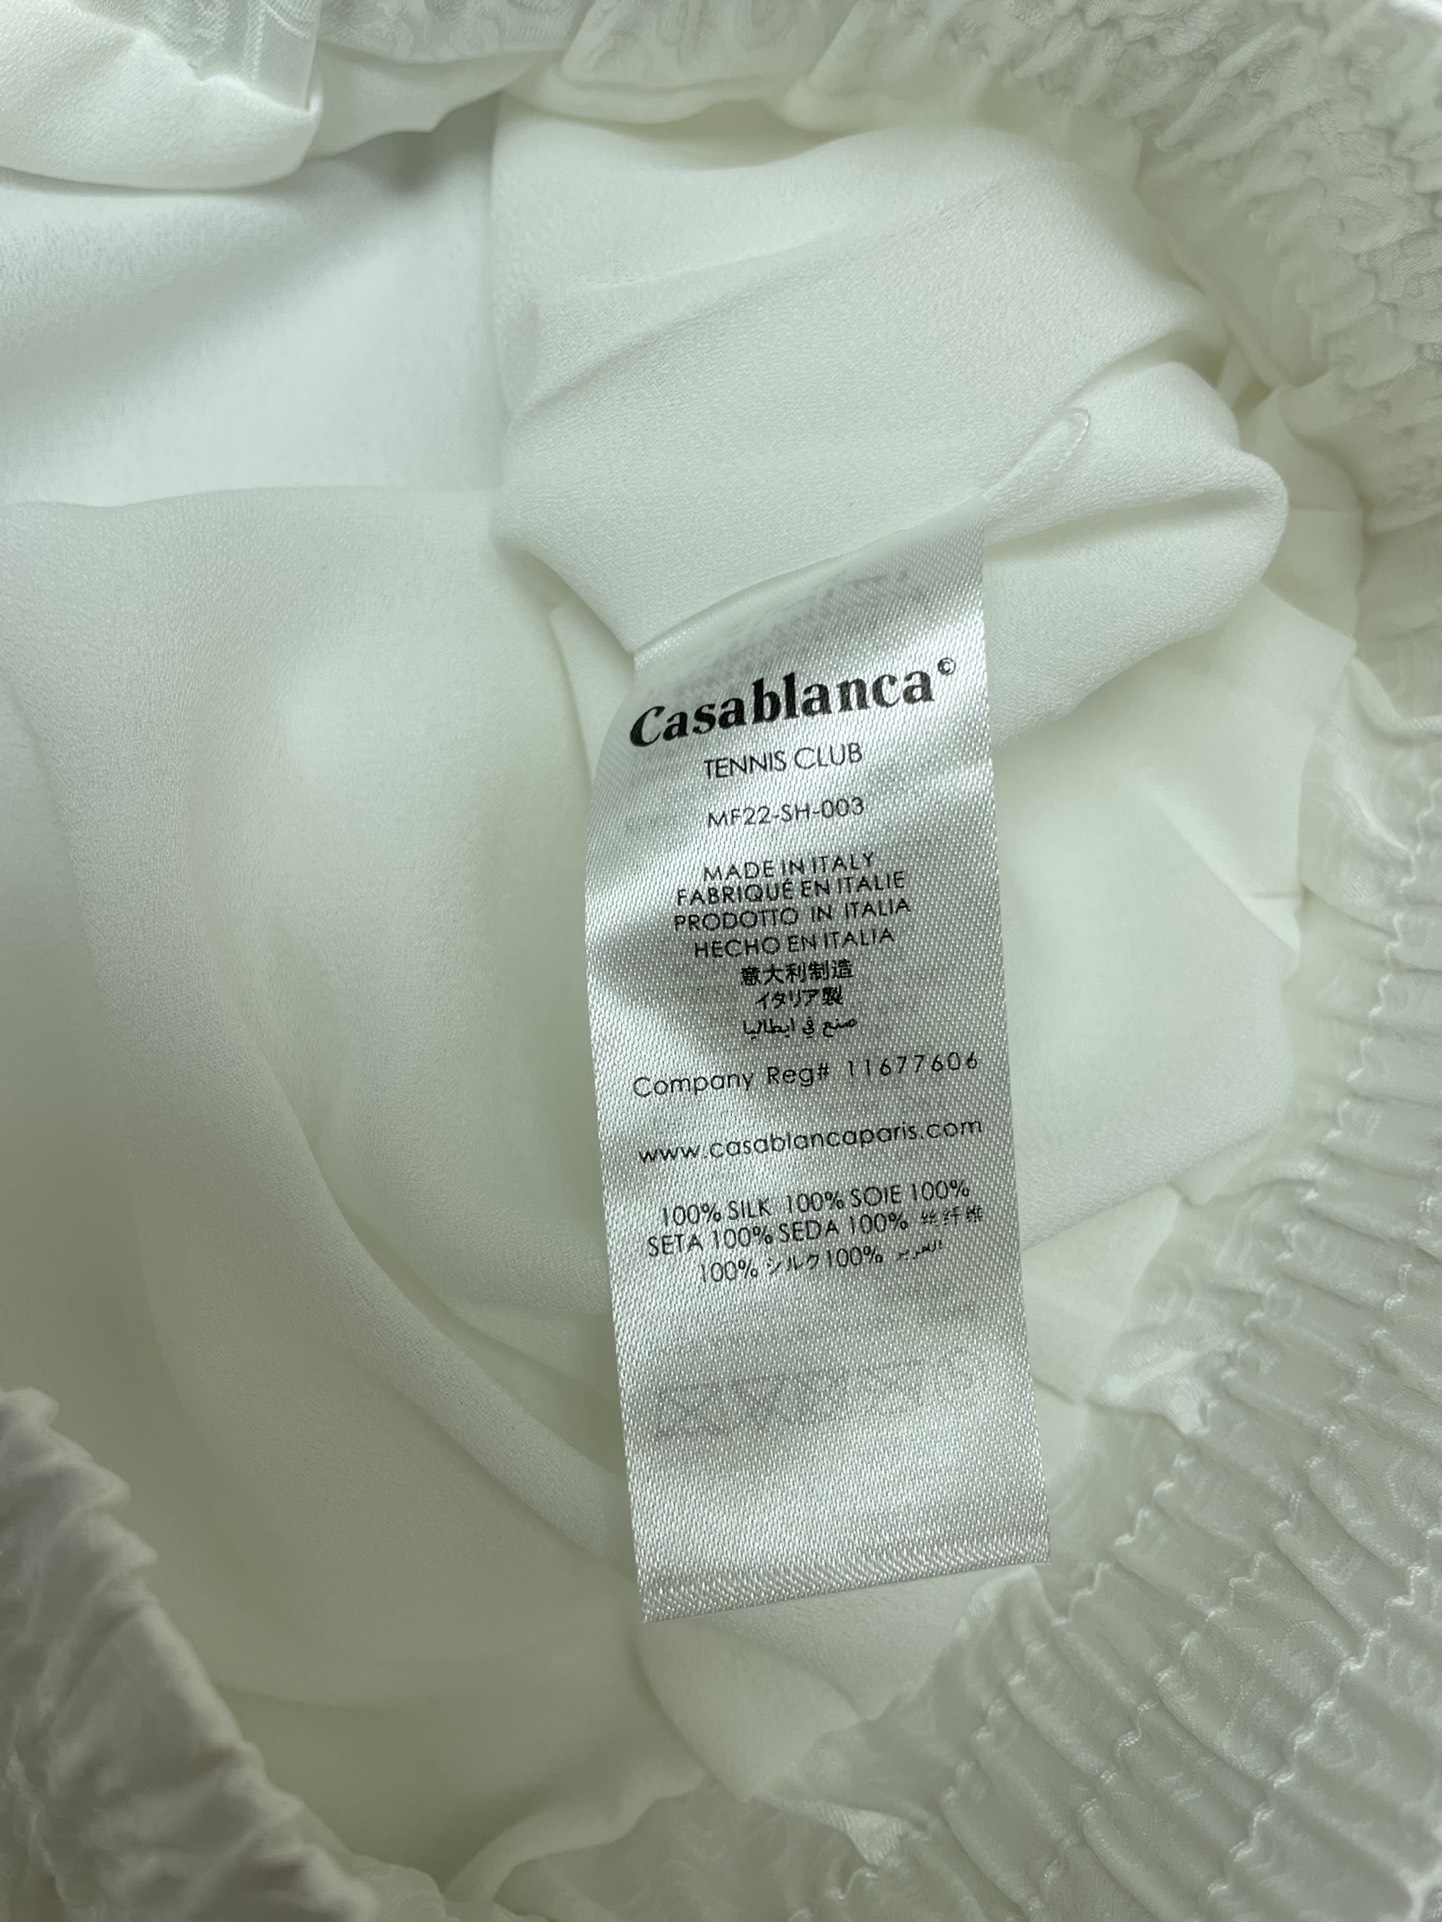 Casablanca©
TENNIS CLUB
MF22-SH-003
MADE IN ITALY
FABRIQUÉ EN ITALIE
PRODOTTO IN ITALIA
HECHO EN ITALIA
意大利制造
イタリア製
صنع في ايطاليا
Company Reg# 11677606
www.casablancaparis.com
100% SILK 100% SOIE 100%
SETA 100% SEDA 100% 丝纤维
100% シルク 100% الحرير